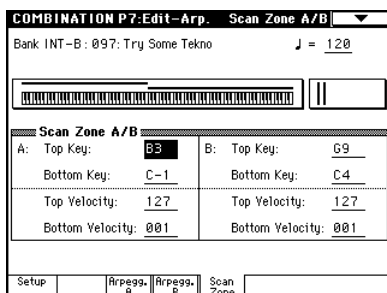 COMBINATION P7:Edit-Arp. Scan Zone A/B
Bank INT-B: 097: Try Some Tekno ♩ = 120
Scan Zone A/B
A: Top Key: B3 B: Top Key: G9
Bottom Key: C-1 Bottom Key: C4
Top Velocity: 127 Top Velocity: 127
Bottom Velocity: 001 Bottom Velocity: 001
Setup Arpegg. A Arpegg. B Scan Zone